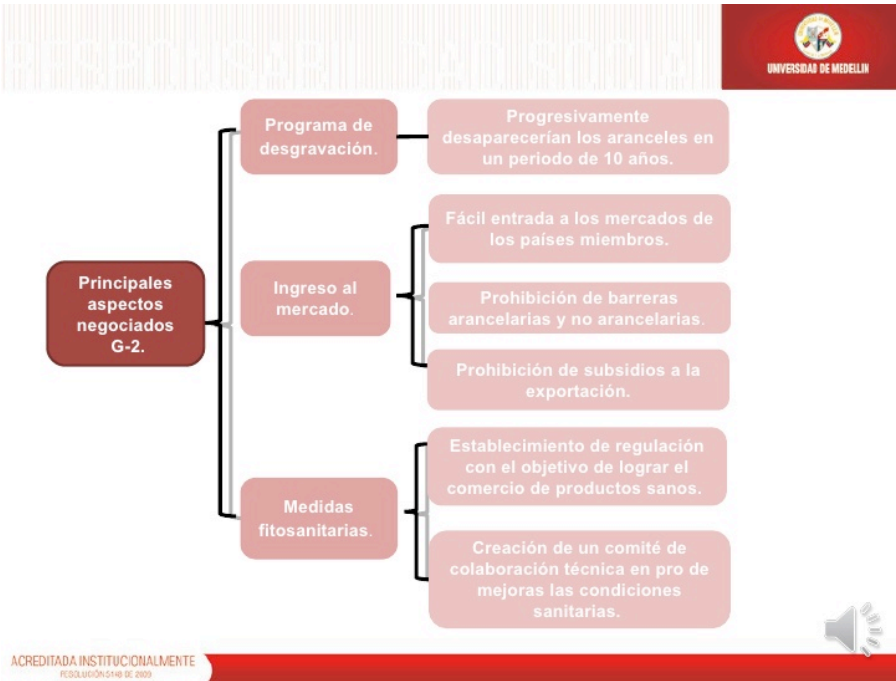 UNIVERSIDAD DE MEDELLIN
Principales
aspectos
negociados
G-2.
Programa de
desgravación.
Progresivamente
desaparecerían los aranceles en
un periodo de 10 años.
Ingreso al
mercado.
Fácil entrada a los mercados de
los países miembros.
Prohibición de barreras
arancelarias y no arancelarias.
Prohibición de subsidios a la
exportación.
Medidas
fitosanitarias.
Establecimiento de regulación
con el objetivo de lograr el
comercio de productos sanos.
Creación de un comité de
colaboración técnica en pro de
mejoras las condiciones
sanitarias.
ACREDITADA INSTITUCIONALMENTE